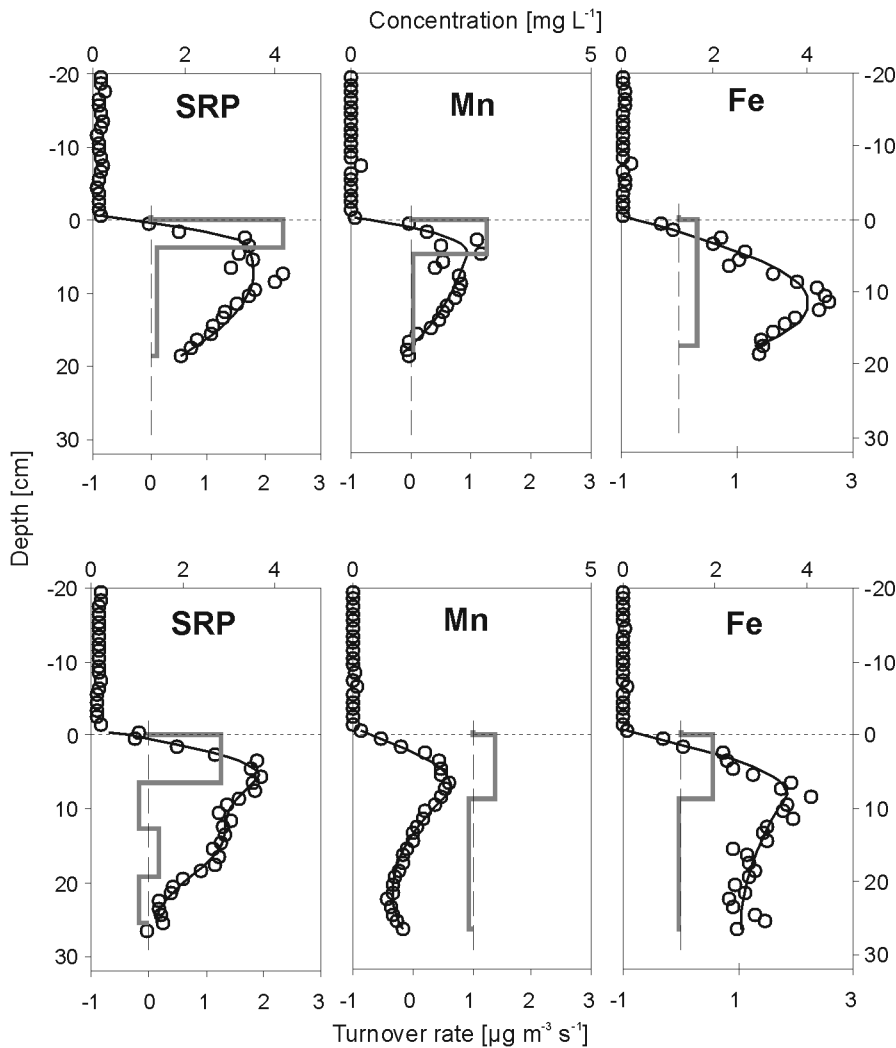 Concentration [mg L⁻¹]
0 2 4 0 5 0 2 4
-20 SRP Mn Fe -20
-10 -10
0 0
10 10
20 20
30 30
-1 0 1 2 3 -1 0 1 2 3 -1 1 3
Depth [cm]
0 2 4 0 5 0 2 4
-20 SRP Mn Fe -20
-10 -10
0 0
10 10
20 20
30 30
-1 0 1 2 3 -1 0 1 2 3 -1 1 3
Turnover rate [µg m⁻³ s⁻¹]